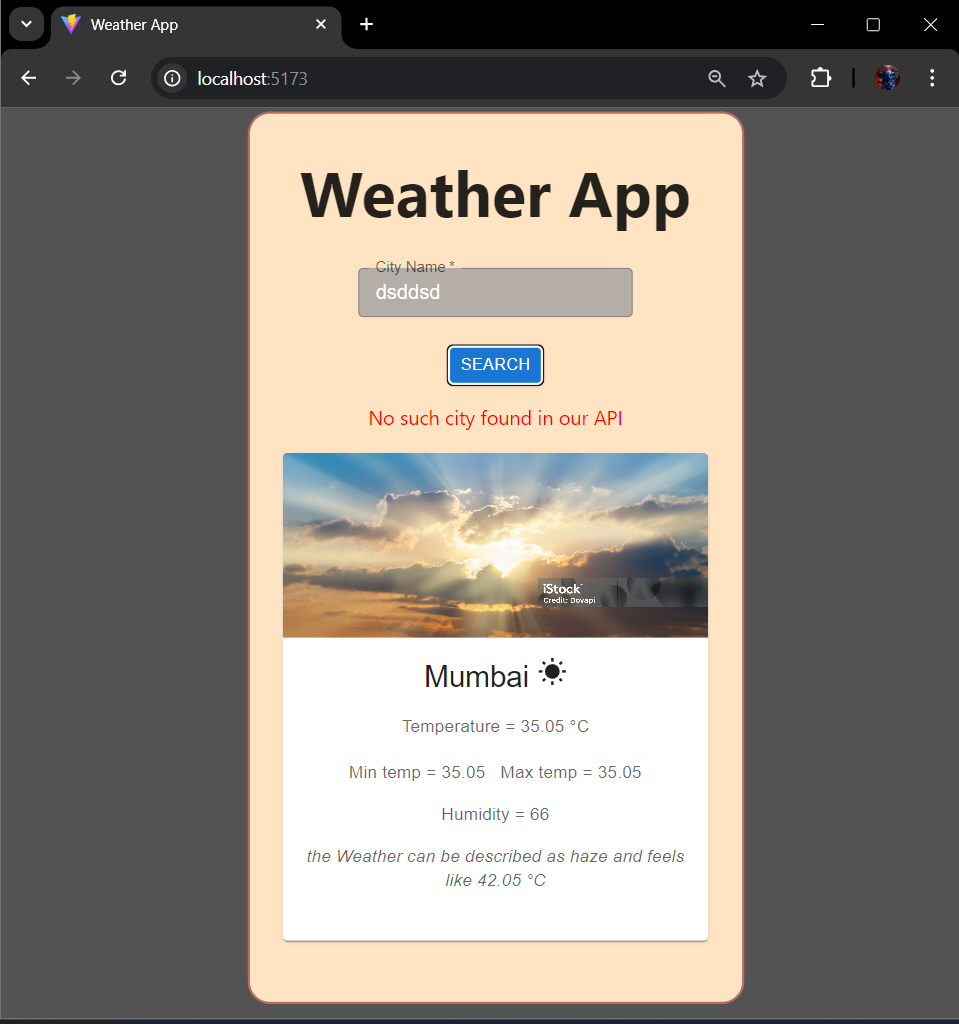 Weather App
localhost:5173
Weather App
City Name *
dsddsd
SEARCH
No such city found in our API
iStock
Credit: Dovapi
Mumbai
Temperature = 35.05 °C
Min temp = 35.05 Max temp = 35.05
Humidity = 66
the Weather can be described as haze and feels
like 42.05 °C